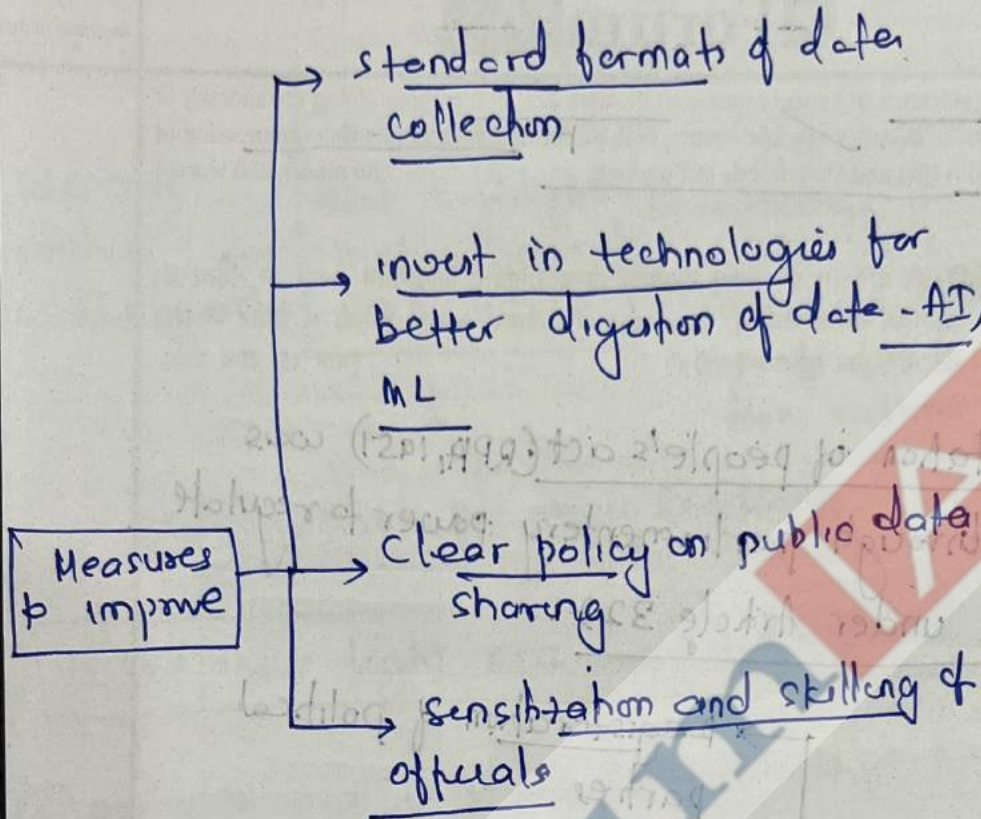 standard formats of data
collection
invest in technologies for
better digestion of data - AI,
ML
Measures
to improve
Clear policy on public data
sharing
sensitization and skilling of
officials